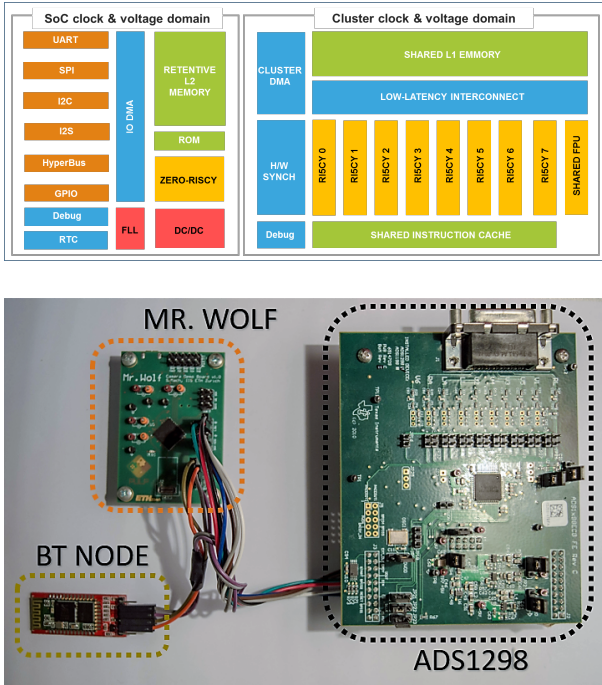 SoC clock & voltage domain
UART
SPI
I2C
I2S
HyperBus
GPIO
Debug
RTC
IO DMA
FLL
RETENTIVE
L2
MEMORY
ROM
ZERO-RISCY
DC/DC
Cluster clock & voltage domain
CLUSTER
DMA
SHARED L1 EMMORY
LOW-LATENCY INTERCONNECT
H/W
SYNCH
RI5CY 0
RI5CY 1
RI5CY 2
RI5CY 3
RI5CY 4
RI5CY 5
RI5CY 6
RI5CY 7
SHARED FPU
Debug
SHARED INSTRUCTION CACHE
MR. WOLF
Mr.Wolf
ETH
BT NODE
Texas Instruments
ADS1298